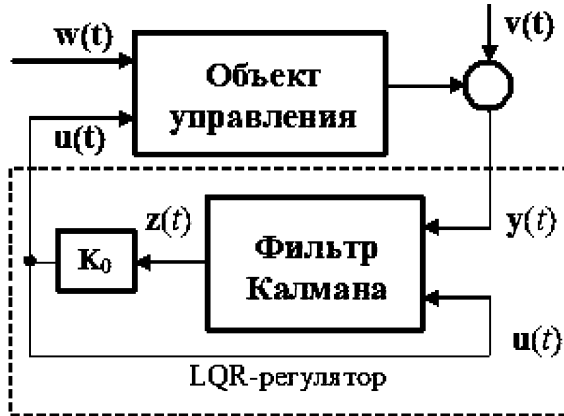 w(t)
v(t)
Объект
управления
u(t)
z(t)
y(t)
K₀
Фильтр
Калмана
u(t)
LQR-регулятор